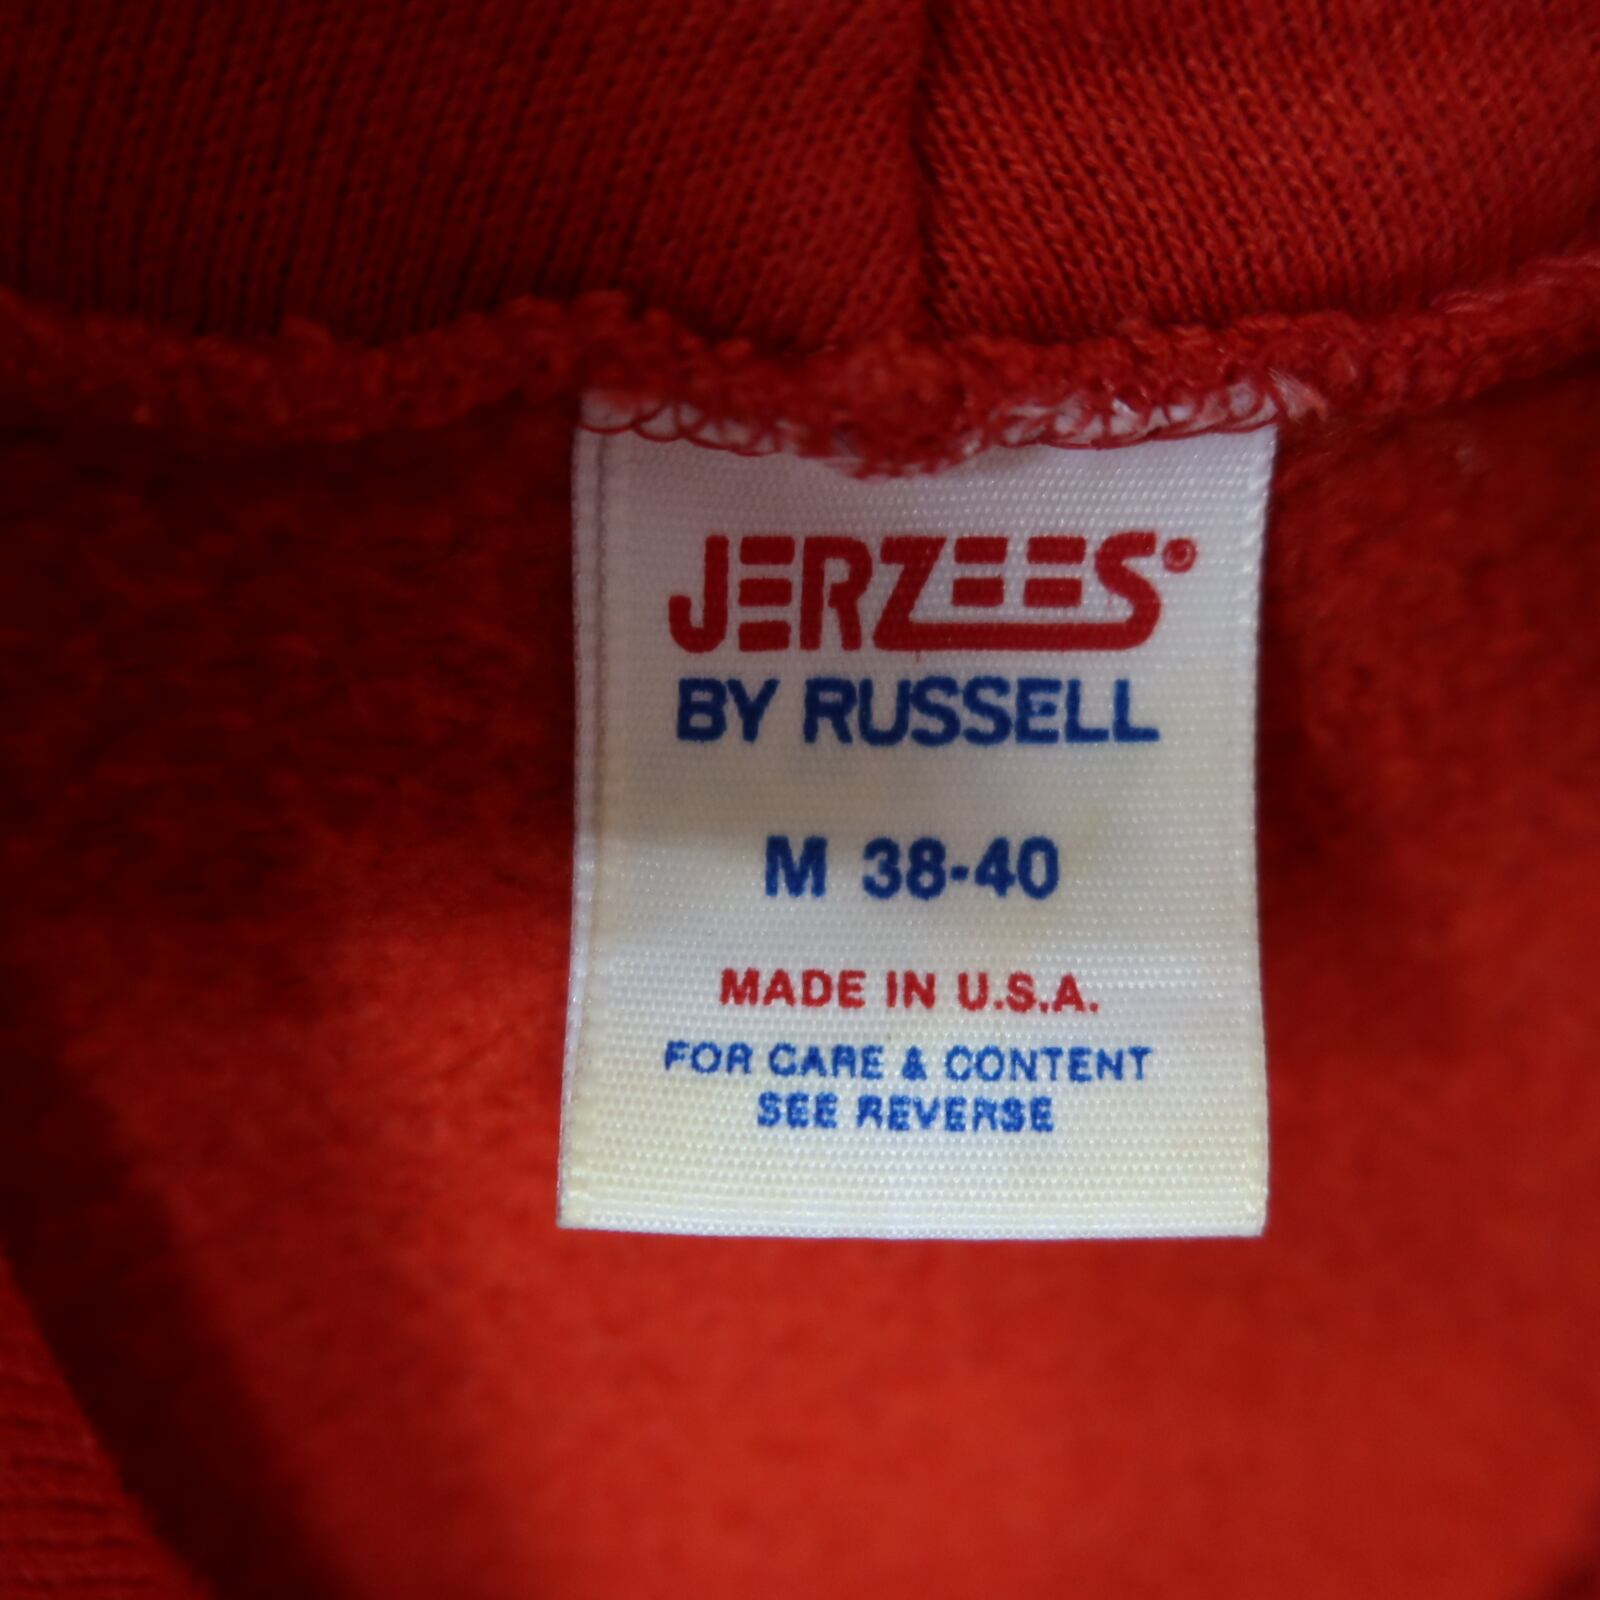 JERZEES®
BY RUSSELL
M 38-40
MADE IN U.S.A.
FOR CARE & CONTENT
SEE REVERSE